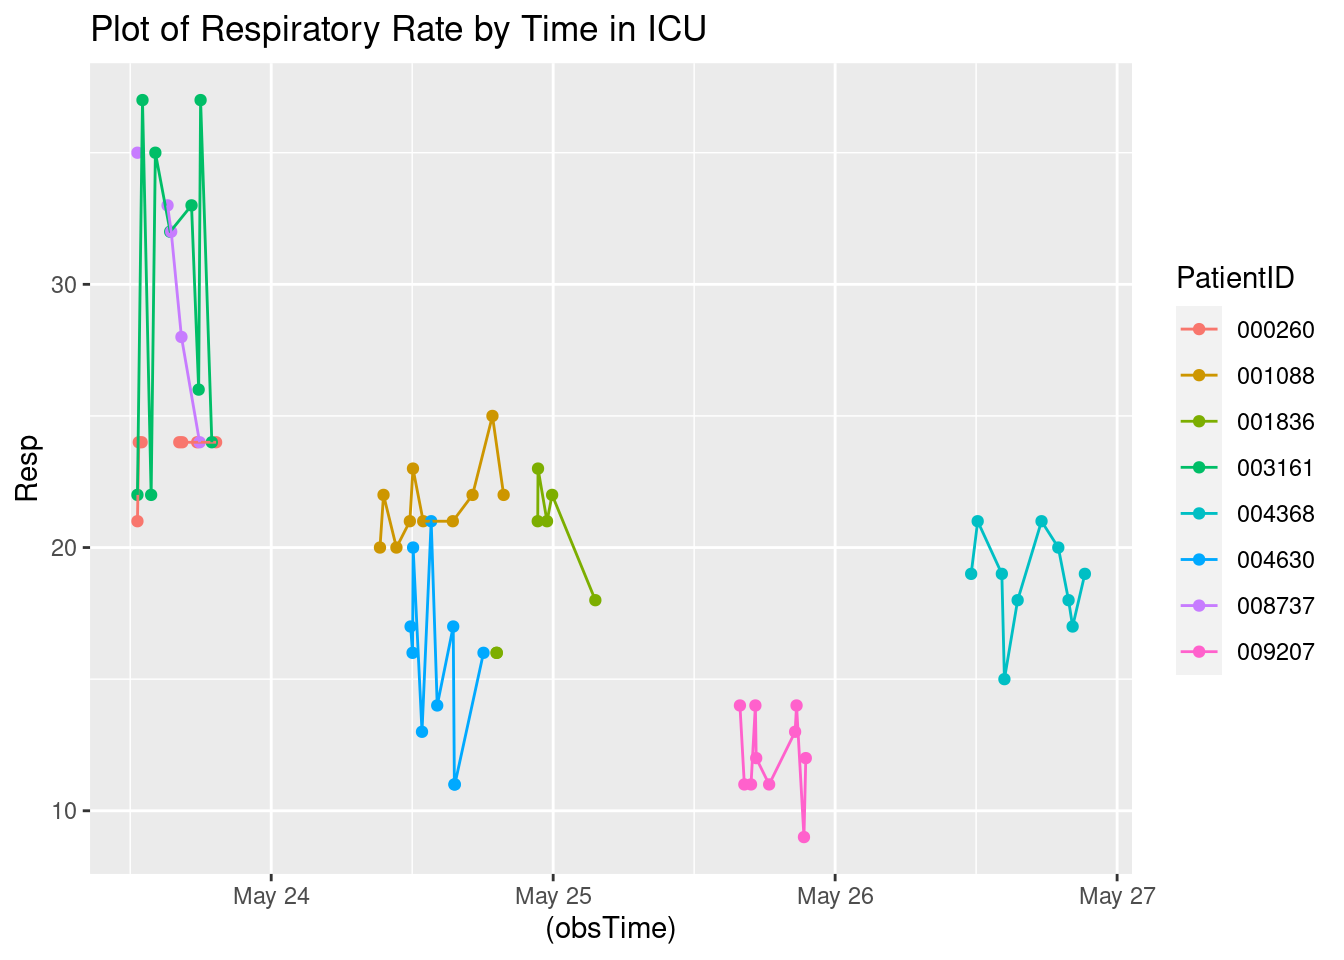 Plot of Respiratory Rate by Time in ICU
Resp
30
20
10
May 24
May 25
May 26
May 27
(obsTime)
PatientID
000260
001088
001836
003161
004368
004630
008737
009207